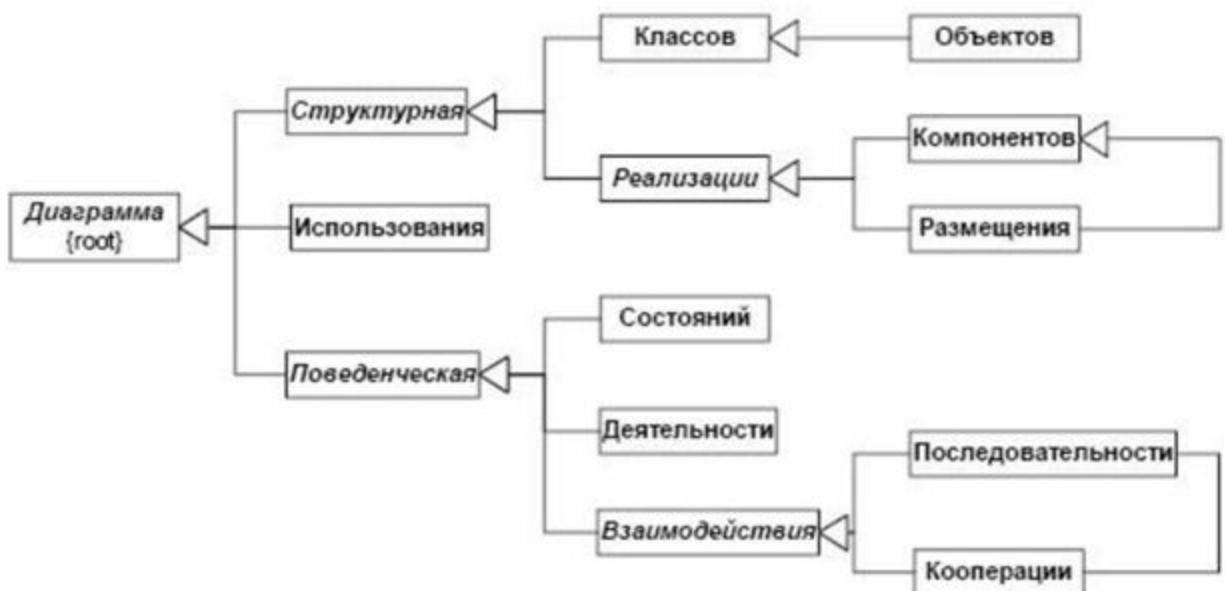 Классов
Объектов
Структурная
Компонентов
Реализации
Диаграмма
{root}
Использования
Размещения
Состояний
Поведенческая
Деятельности
Последовательности
Взаимодействия
Кооперации